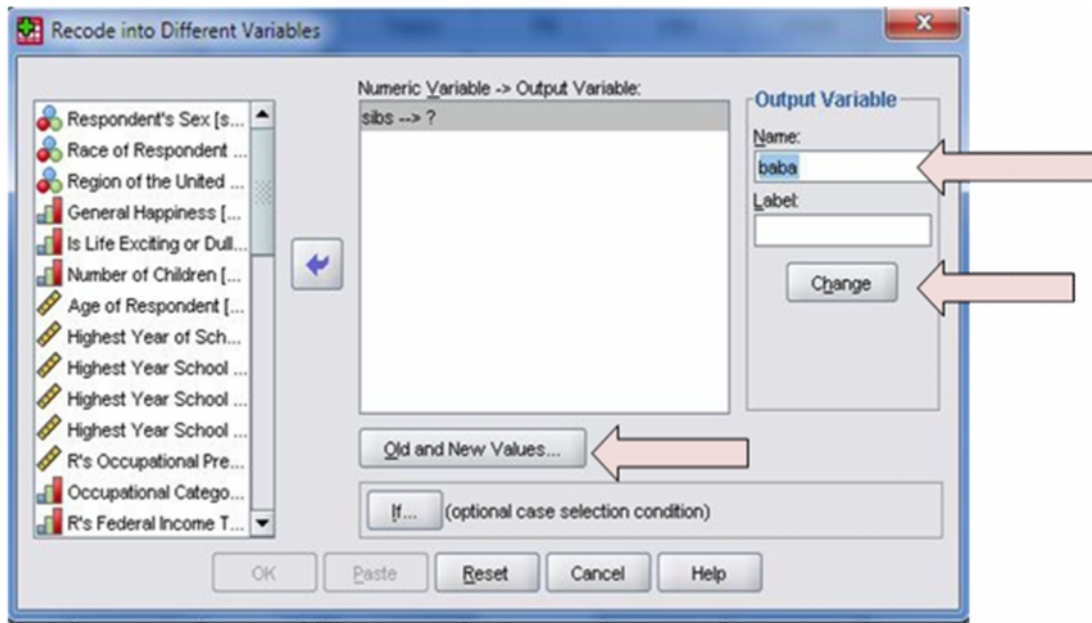 Recode into Different Variables
Numeric Variable -> Output Variable:
sibs --> ?
Respondent's Sex [s...
Race of Respondent ...
Region of the United ...
General Happiness [...
Is Life Exciting or Dull...
Number of Children [...
Age of Respondent [...
Highest Year of Sch...
Highest Year School ...
Highest Year School ...
Highest Year School ...
R's Occupational Pre...
Occupational Catego...
R's Federal Income T...
Output Variable
Name:
baba
Label:
Change
Old and New Values...
If... (optional case selection condition)
OK Paste Reset Cancel Help